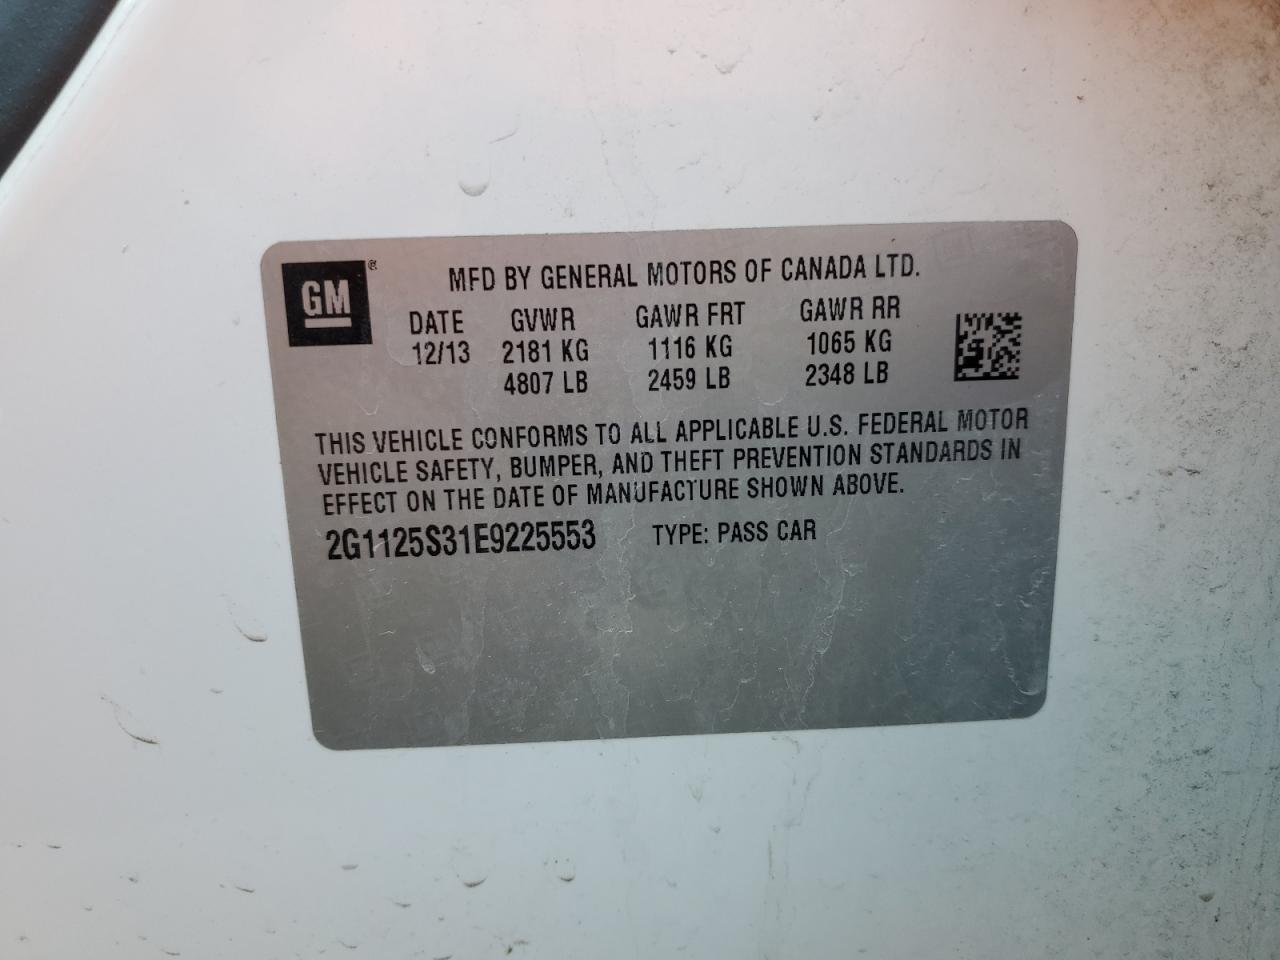 GM®
MFD BY GENERAL MOTORS OF CANADA LTD.
DATE GVWR GAWR FRT GAWR RR
12/13 2181 KG 1116 KG 1065 KG
4807 LB 2459 LB 2348 LB
THIS VEHICLE CONFORMS TO ALL APPLICABLE U.S. FEDERAL MOTOR
VEHICLE SAFETY, BUMPER, AND THEFT PREVENTION STANDARDS IN
EFFECT ON THE DATE OF MANUFACTURE SHOWN ABOVE.
2G1125S31E9225553 TYPE: PASS CAR